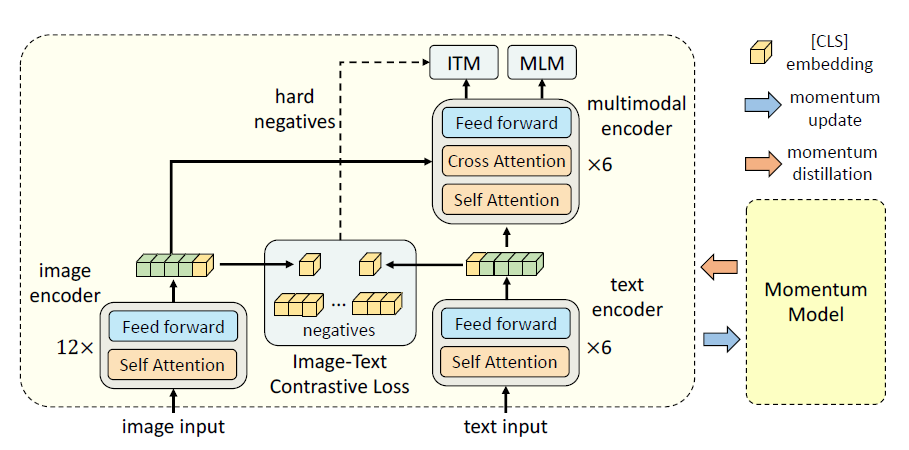 ITM
MLM
[CLS]
embedding
hard
negatives
multimodal
encoder
momentum
update
Feed forward
Cross Attention
×6
Self Attention
momentum
distillation
image
encoder
text
encoder
Feed forward
12×
Self Attention
...
negatives
Image-Text
Contrastive Loss
Feed forward
×6
Self Attention
Momentum
Model
image input
text input